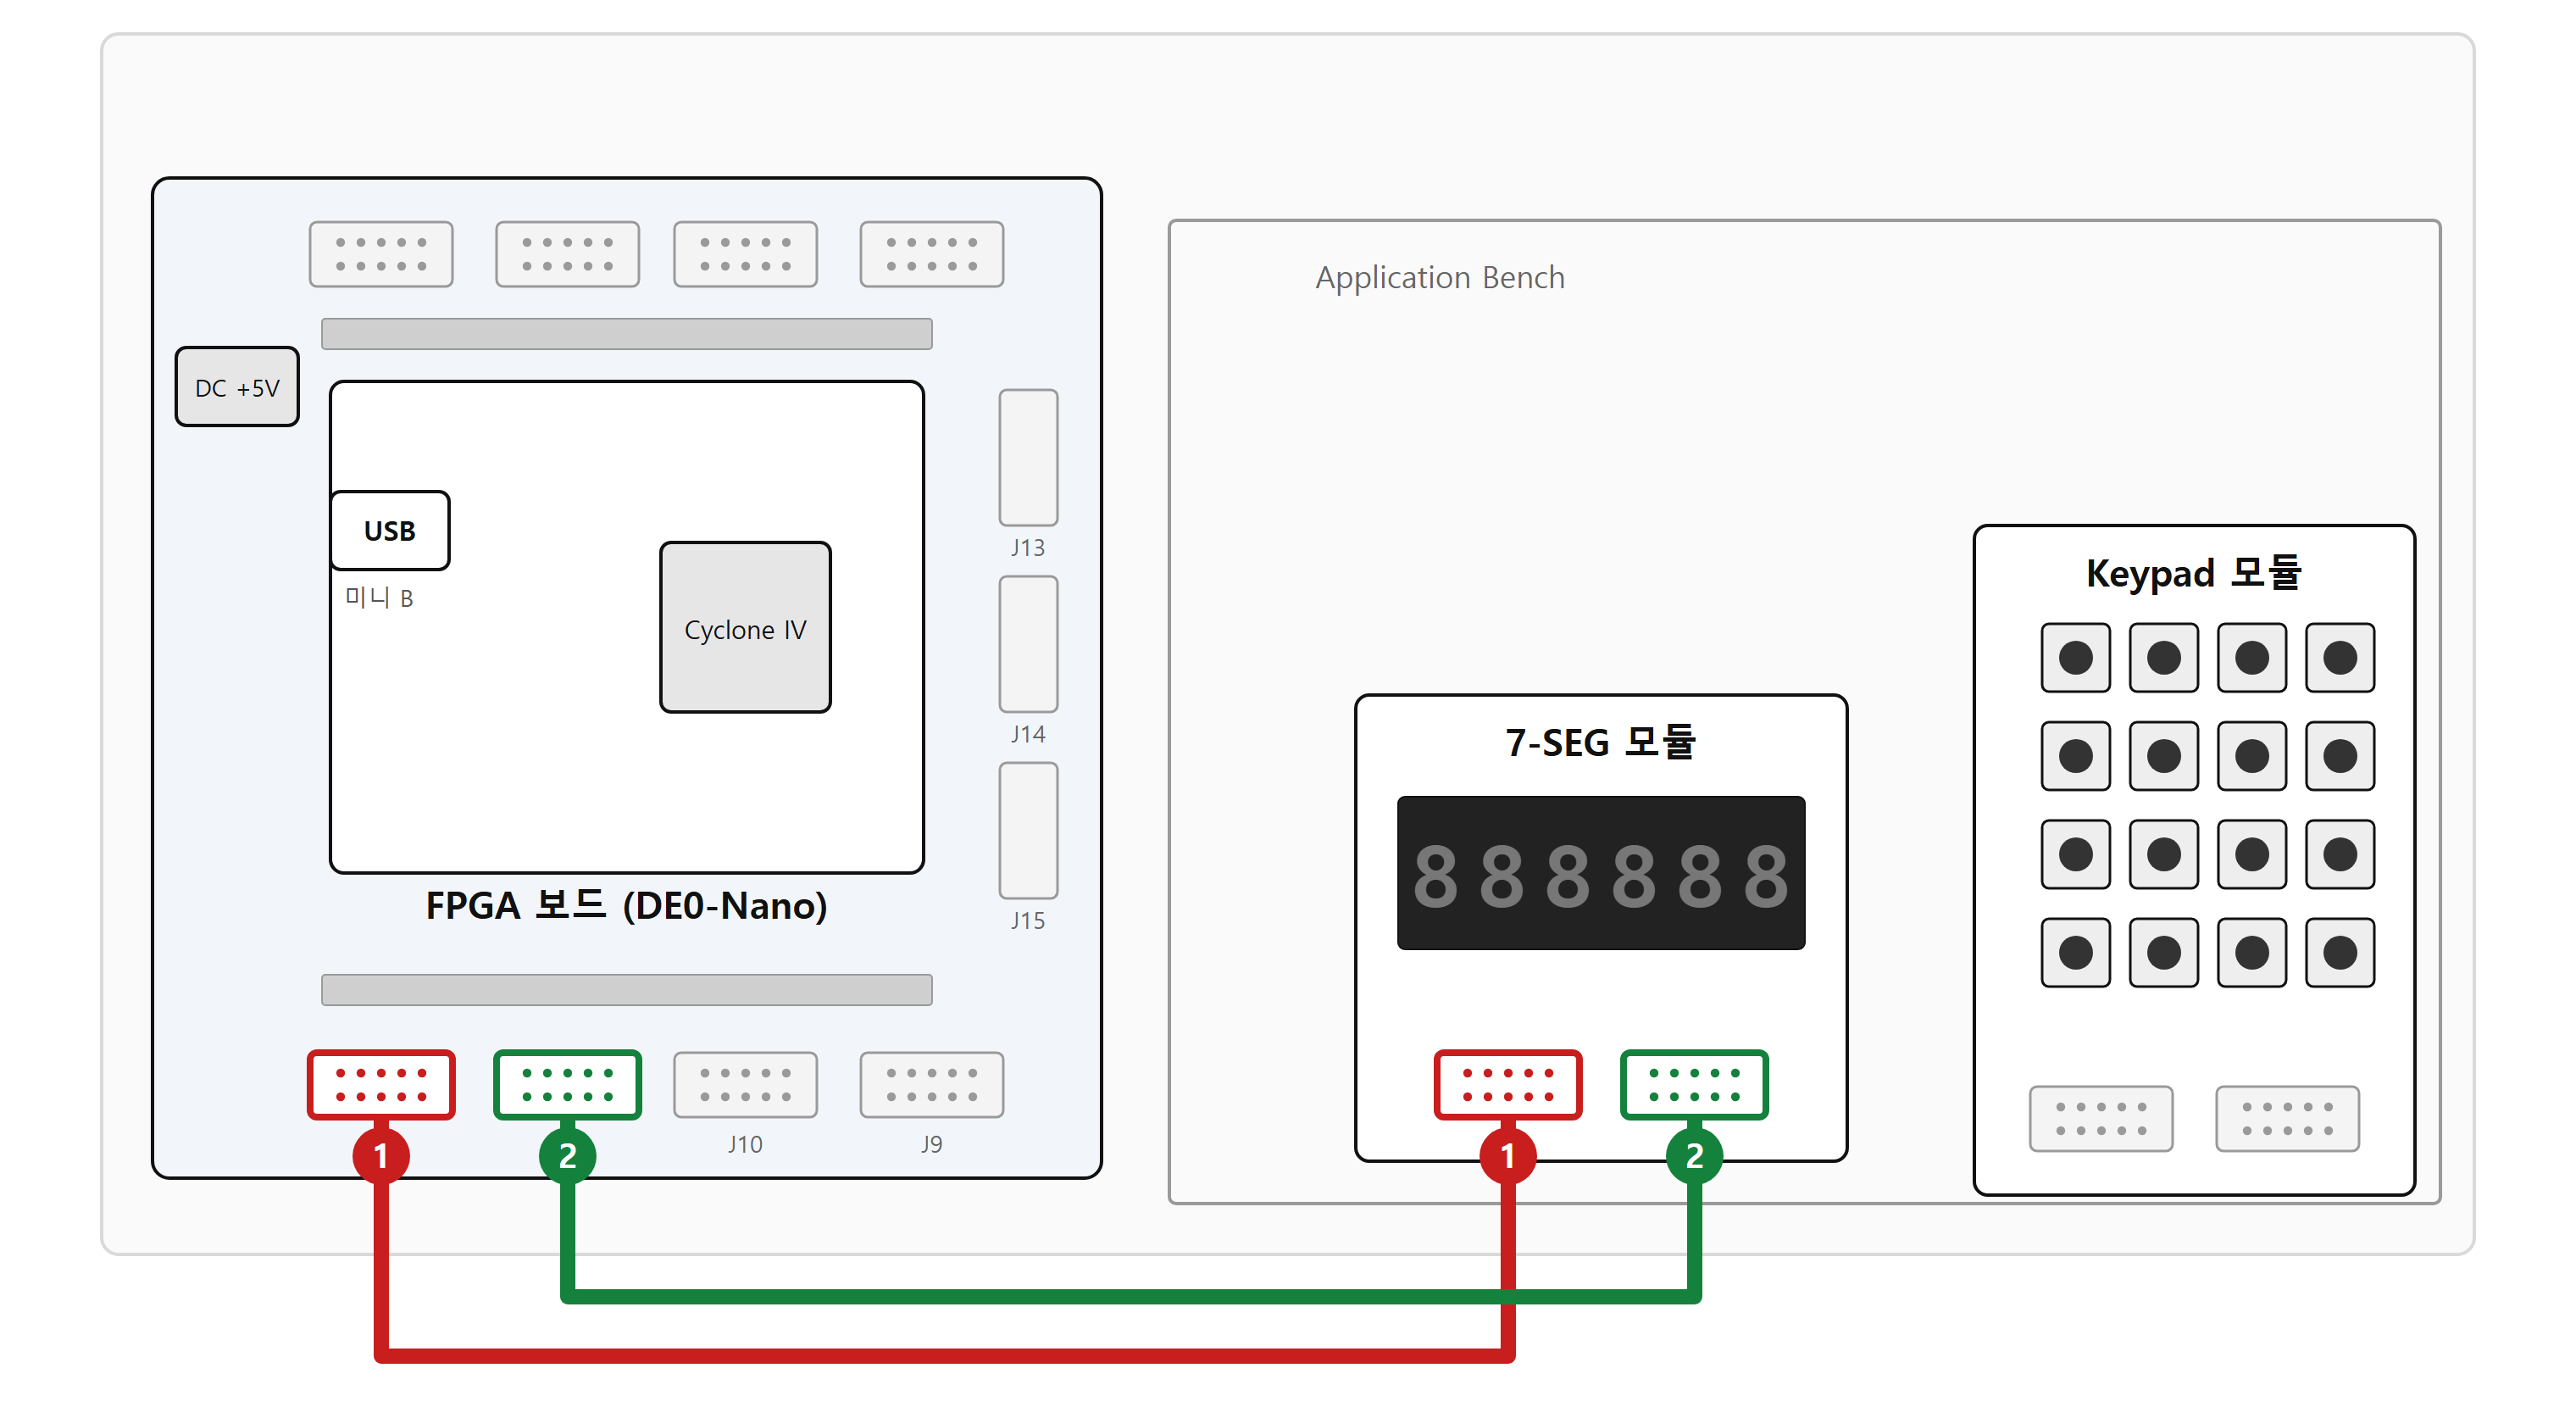 Application Bench
DC +5V
USB
미니 B
Cyclone IV
J13
J14
J15
FPGA 보드 (DE0-Nano)
J10
J9
1
2
7-SEG 모듈
888888
1
2
Keypad 모듈